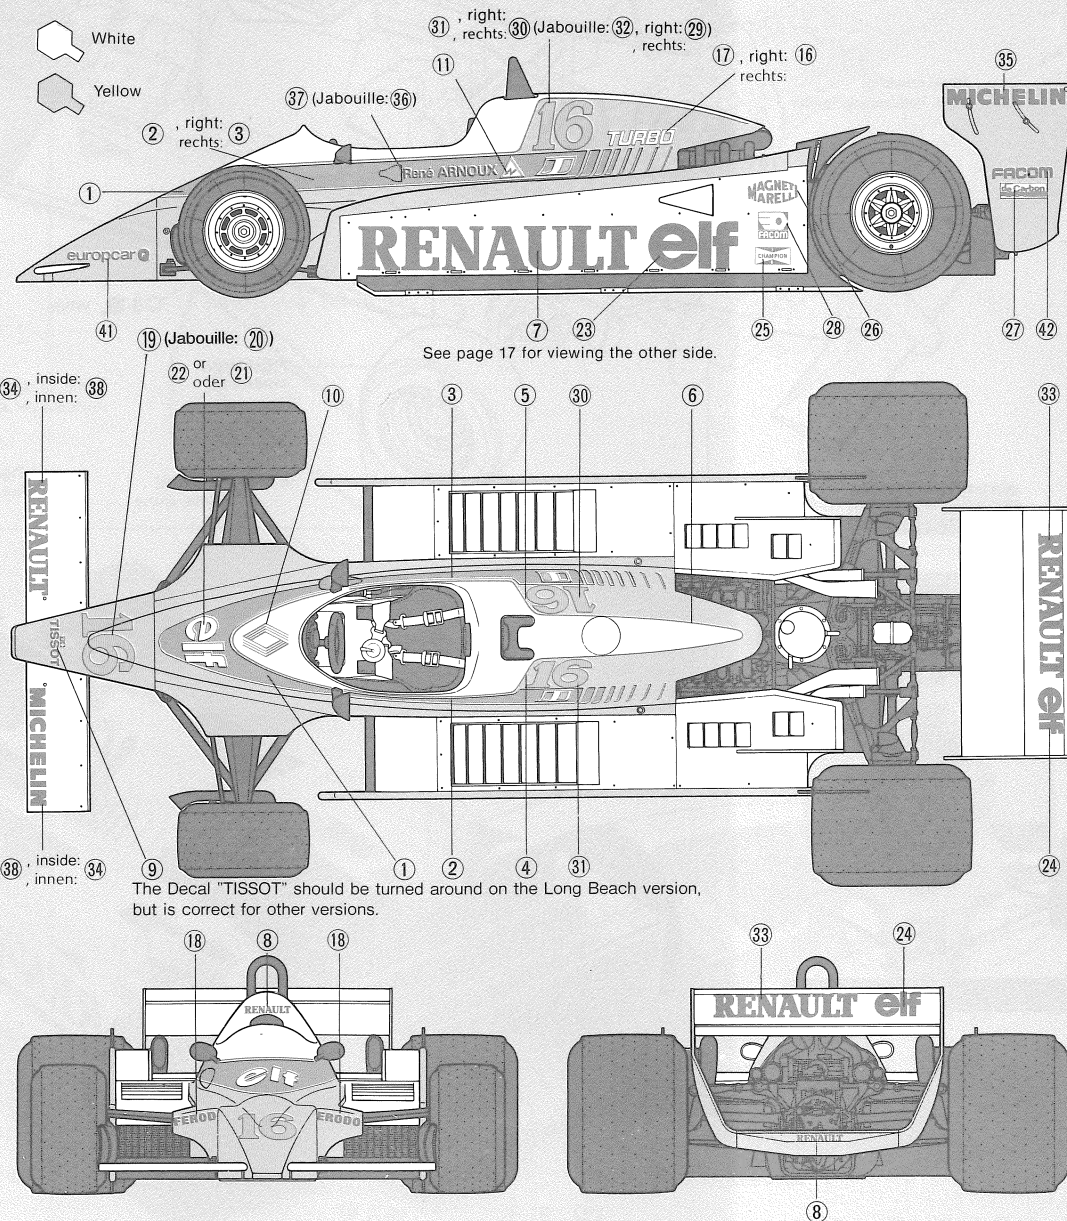 White
Yellow
31 , right: 30 (Jabouille: 32 , right: 29)
, rechts: , rechts:
11
17 , right: 16
rechts:
35
37 (Jabouille: 36)
2 , right: 3
rechts:
1
16
TURBO
René ARNOUX
MICHELIN
FACOM
de Carbon
MAGNETI
MARELLI
FACOM
CHAMPION
RENAULT elf
europcar
41
7
23
25
28
26
27
42
19 (Jabouille: 20)
See page 17 for viewing the other side.
22 or 21
oder
34 , inside: 38
, innen:
10
3
5
30
6
33
RENAULT
16
TISSOT
elf
16
16
MICHELIN
RENAULT elf
38 , inside: 34
, innen:
9
1
2
4
31
24
The Decal "TISSOT" should be turned around on the Long Beach version,
but is correct for other versions.
18
8
18
RENAULT
elf
FEROD
16
ERODO
33
24
RENAULT elf
RENAULT
8